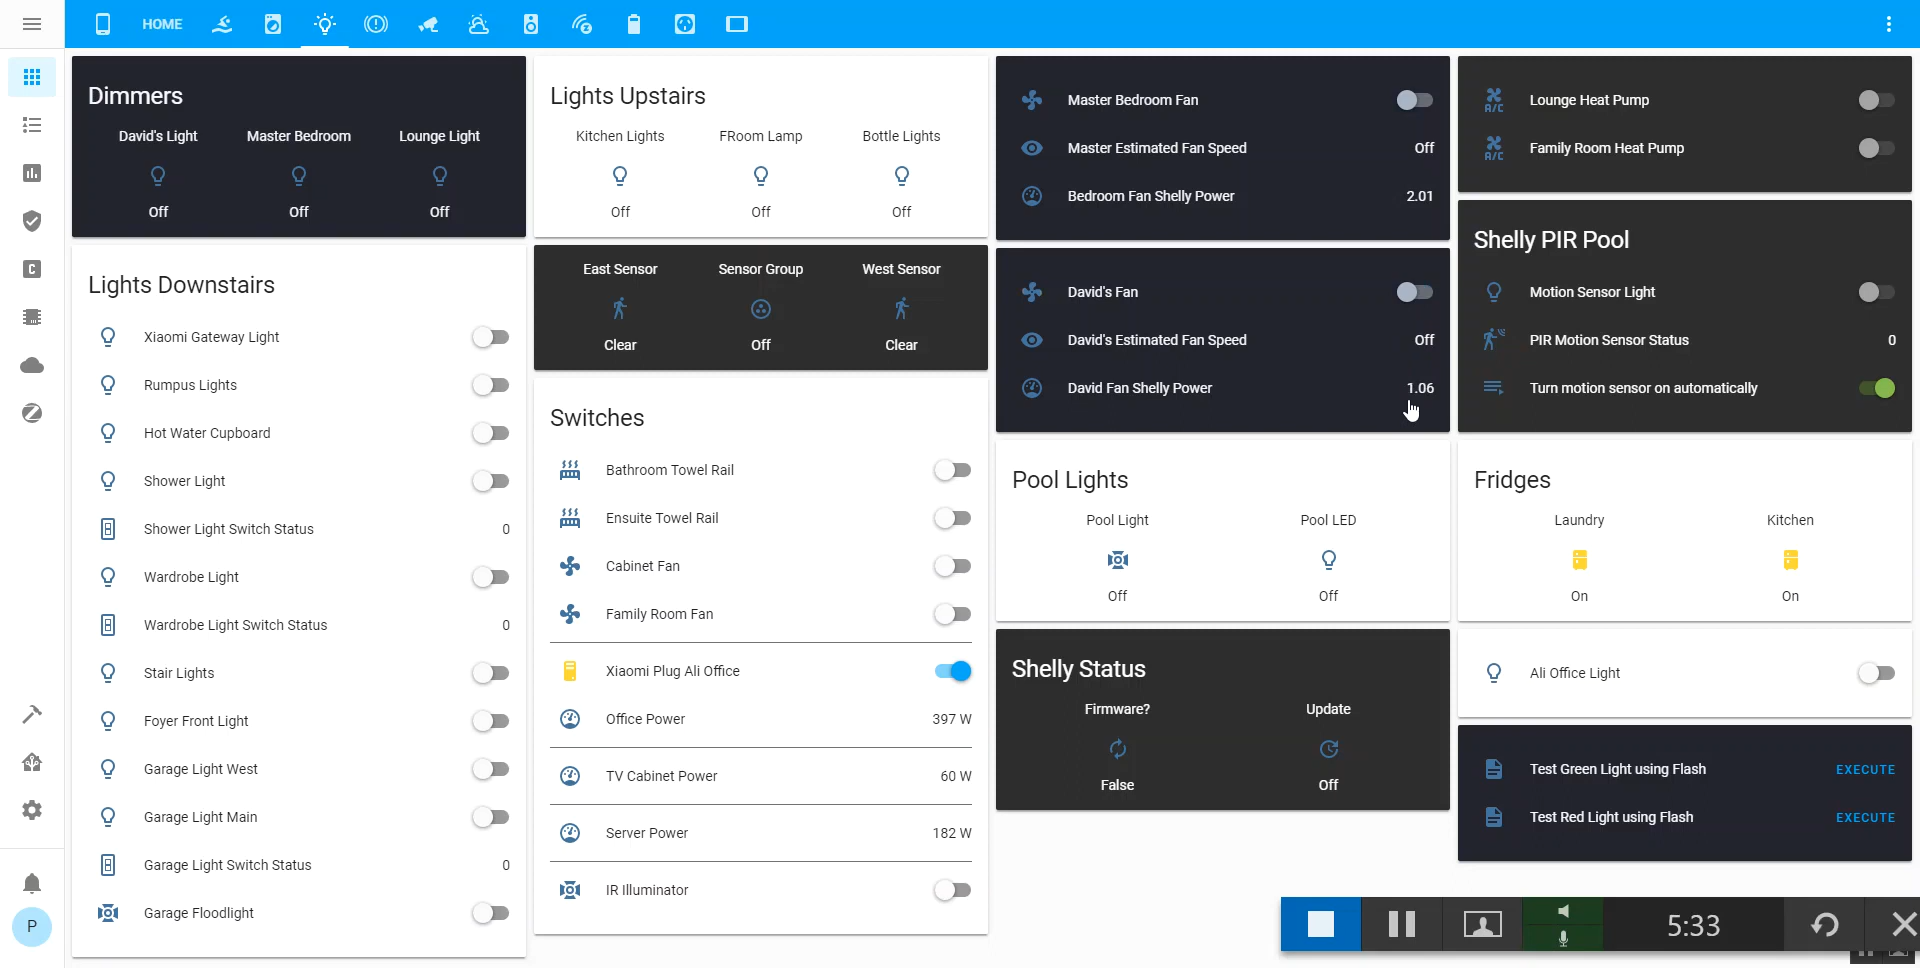 HOME
Dimmers
David's Light
Master Bedroom
Lounge Light
Off
Off
Off
Lights Downstairs
Xiaomi Gateway Light
Rumpus Lights
Hot Water Cupboard
Shower Light
Shower Light Switch Status 0
Wardrobe Light
Wardrobe Light Switch Status 0
Stair Lights
Foyer Front Light
Garage Light West
Garage Light Main
Garage Light Switch Status 0
Garage Floodlight
Lights Upstairs
Kitchen Lights
FRoom Lamp
Bottle Lights
Off
Off
Off
East Sensor
Sensor Group
West Sensor
Clear
Off
Clear
Switches
Bathroom Towel Rail
Ensuite Towel Rail
Cabinet Fan
Family Room Fan
Xiaomi Plug Ali Office
Office Power 397 W
TV Cabinet Power 60 W
Server Power 182 W
IR Illuminator
Master Bedroom Fan
Master Estimated Fan Speed Off
Bedroom Fan Shelly Power 2.01
David's Fan
David's Estimated Fan Speed Off
David Fan Shelly Power 1.06
Pool Lights
Pool Light
Pool LED
Off
Off
Shelly Status
Firmware?
Update
False
Off
A/C Lounge Heat Pump
A/C Family Room Heat Pump
Shelly PIR Pool
Motion Sensor Light
PIR Motion Sensor Status 0
Turn motion sensor on automatically
Fridges
Laundry
Kitchen
On
On
Ali Office Light
Test Green Light using Flash EXECUTE
Test Red Light using Flash EXECUTE
C
P
5:33